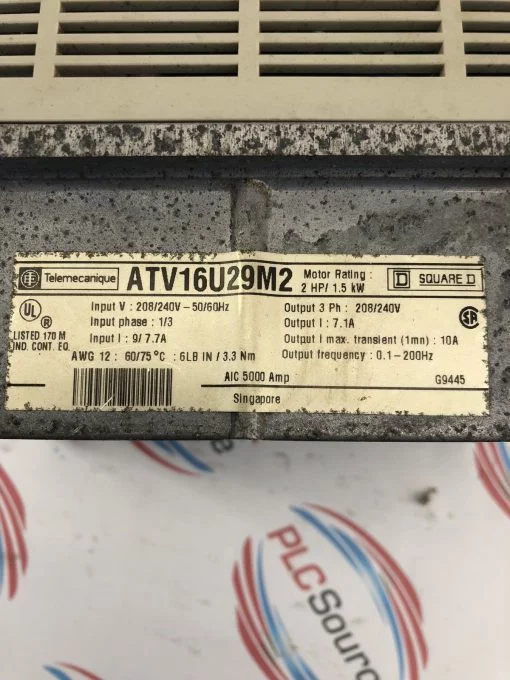 Telemecanique ATV16U29M2 Motor Rating : 2 HP/ 1.5 kW SQUARE D
UL ® LISTED 170 M IND. CONT. EQ.
Input V : 208/240V – 50/60Hz
Input phase : 1/3
Input I : 9/ 7.7A
AWG 12 : 60/75°C : 6LB IN / 3.3 Nm
Output 3 Ph : 208/240V
Output I : 7.1A
Output I max. transient (1mn) : 10A
Output frequency : 0.1 – 200Hz
AIC 5000 Amp
G9445
Singapore
PLCSource